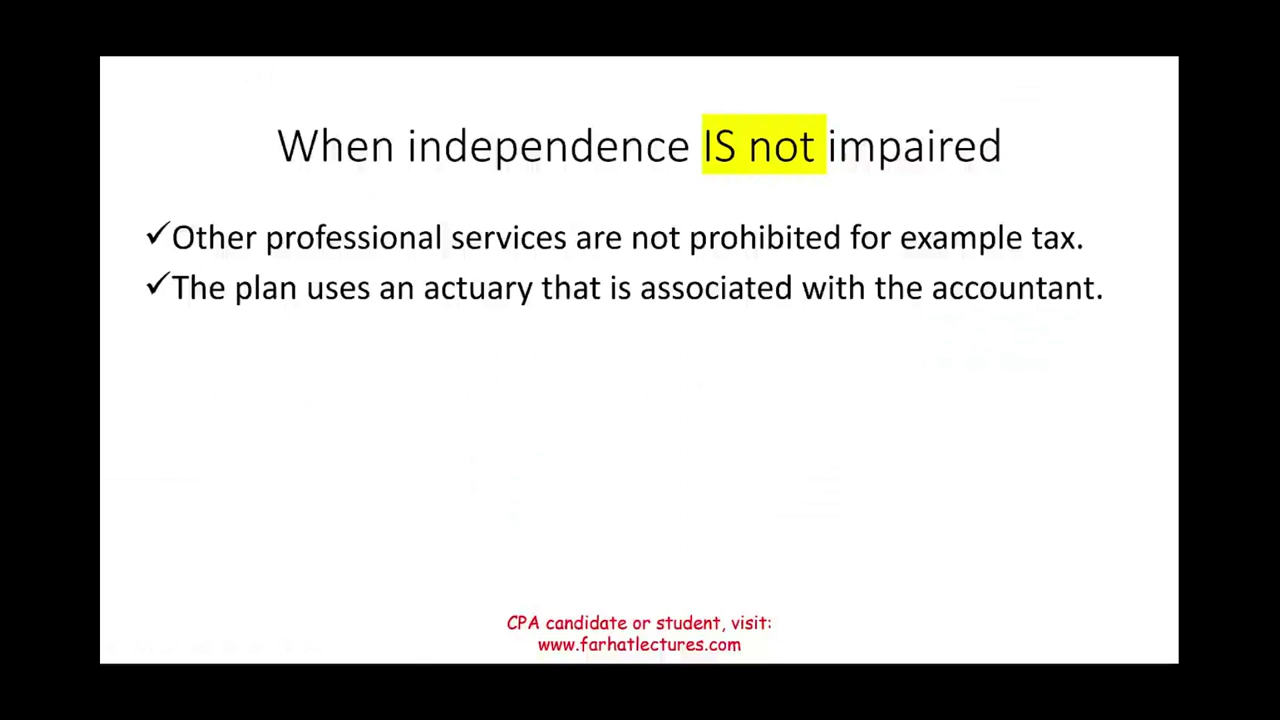 When independence IS not impaired
✓Other professional services are not prohibited for example tax.
✓The plan uses an actuary that is associated with the accountant.
CPA candidate or student, visit:
www.farhatlectures.com